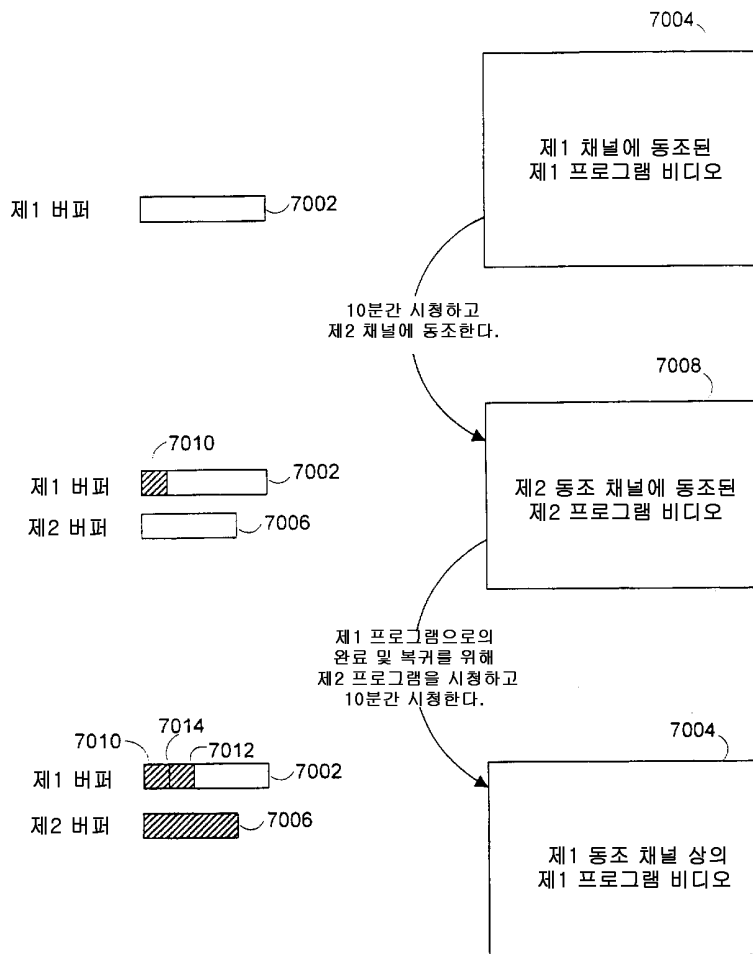 7004
제1 채널에 동조된
제1 프로그램 비디오
제1 버퍼
7002
10분간 시청하고
제2 채널에 동조한다.
7008
7010
제1 버퍼
7002
제2 버퍼
7006
제2 동조 채널에 동조된
제2 프로그램 비디오
제1 프로그램으로의
완료 및 복귀를 위해
제2 프로그램을 시청하고
10분간 시청한다.
7004
7010
7014
7012
제1 버퍼
7002
제2 버퍼
7006
제1 동조 채널 상의
제1 프로그램 비디오